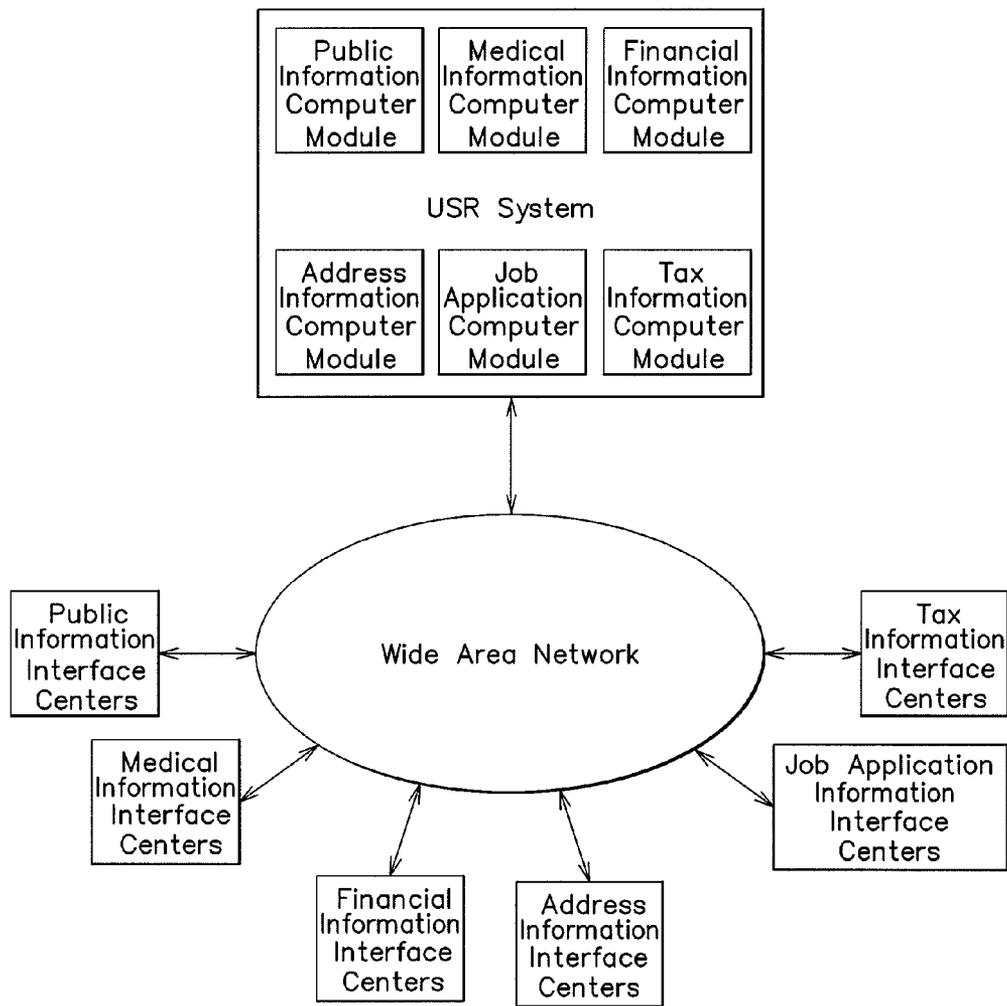 Public
Information
Computer
Module
Medical
Information
Computer
Module
Financial
Information
Computer
Module
USR System
Address
Information
Computer
Module
Job
Application
Computer
Module
Tax
Information
Computer
Module
Wide Area Network
Public
Information
Interface
Centers
Tax
Information
Interface
Centers
Medical
Information
Interface
Centers
Job Application
Information
Interface
Centers
Financial
Information
Interface
Centers
Address
Information
Interface
Centers